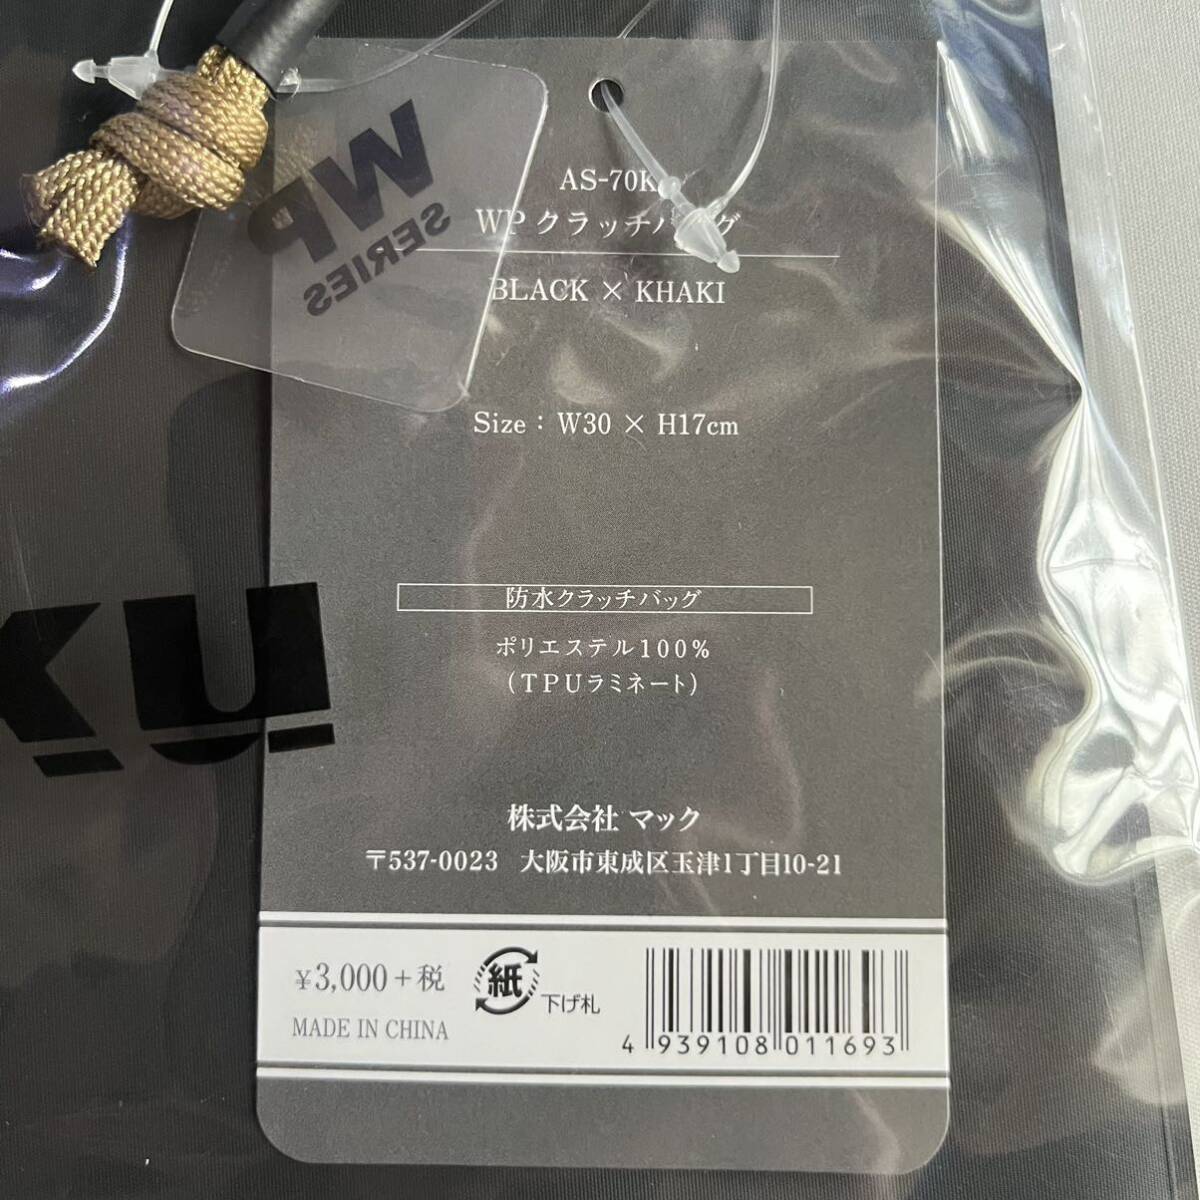 WP
SERIES
AS-70K
WP クラッチバッグ
BLACK × KHAKI
Size : W30 × H17cm
防水クラッチバッグ
ポリエステル100%
(TPUラミネート)
株式会社 マック
〒537-0023 大阪市東成区玉津1丁目10-21
¥3,000+税
MADE IN CHINA
紙
下げ札
4 939108 011693